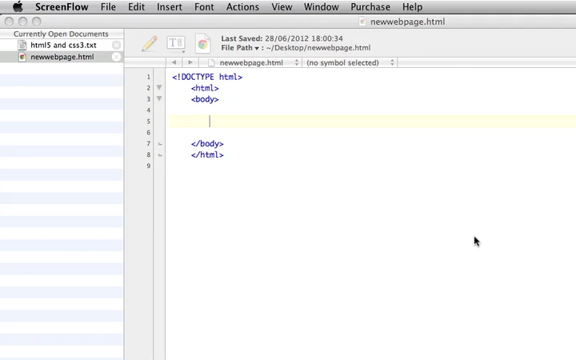 ScreenFlow File Edit Insert Font Actions View Window Purchase Help
newwebpage.html
Currently Open Documents
html5 and css3.txt
newwebpage.html
Last Saved: 28/06/2012 18:00:34
File Path ▾ : ~/Desktop/newwebpage.html
newwebpage.html (no symbol selected)
1 <!DOCTYPE html>
2 <html>
3 <body>
4
5
6
7 </body>
8 </html>
9